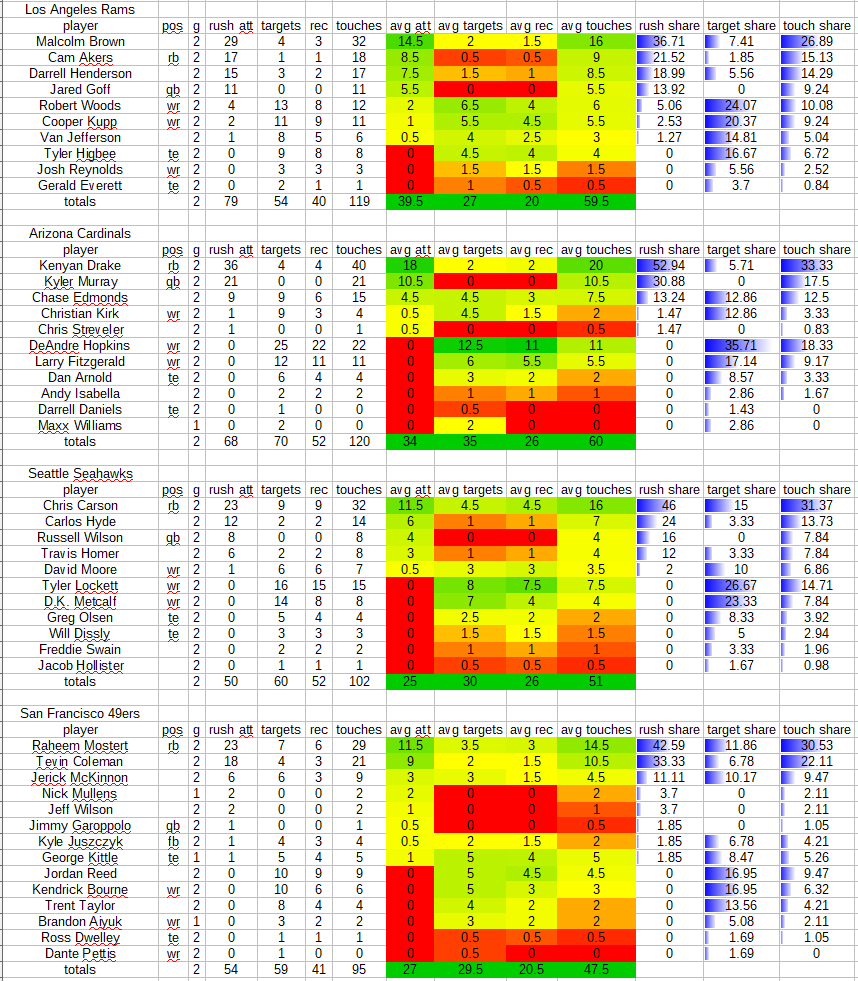 Los Angeles Rams
player pos g rush att targets rec touches avg att avg targets avg rec avg touches rush share target share touch share
Malcolm Brown 2 29 4 3 32 14.5 2 1.5 16 36.71 7.41 26.89
Cam Akers rb 2 17 1 1 18 8.5 0.5 0.5 9 21.52 1.85 15.13
Darrell Henderson 2 15 3 2 17 7.5 1.5 1 8.5 18.99 5.56 14.29
Jared Goff qb 2 11 0 0 11 5.5 0 0 5.5 13.92 0 9.24
Robert Woods wr 2 4 13 8 12 2 6.5 4 6 5.06 24.07 10.08
Cooper Kupp wr 2 2 11 9 11 1 5.5 4.5 5.5 2.53 20.37 9.24
Van Jefferson 2 1 8 5 6 0.5 4 2.5 3 1.27 14.81 5.04
Tyler Higbee te 2 0 9 8 8 0 4.5 4 4 0 16.67 6.72
Josh Reynolds wr 2 0 3 3 3 0 1.5 1.5 1.5 0 5.56 2.52
Gerald Everett te 2 0 2 1 1 0 1 0.5 0.5 0 3.7 0.84
totals 2 79 54 40 119 39.5 27 20 59.5
Arizona Cardinals
player pos g rush att targets rec touches avg att avg targets avg rec avg touches rush share target share touch share
Kenyan Drake rb 2 36 4 4 40 18 2 2 20 52.94 5.71 33.33
Kyler Murray qb 2 21 0 0 21 10.5 0 0 10.5 30.88 0 17.5
Chase Edmonds 2 9 9 6 15 4.5 4.5 3 7.5 13.24 12.86 12.5
Christian Kirk wr 2 1 9 3 4 0.5 4.5 1.5 2 1.47 12.86 3.33
Chris Streveler 2 1 0 0 1 0.5 0 0 0.5 1.47 0 0.83
DeAndre Hopkins wr 2 0 25 22 22 0 12.5 11 11 0 35.71 18.33
Larry Fitzgerald wr 2 0 12 11 11 0 6 5.5 5.5 0 17.14 9.17
Dan Arnold te 2 0 6 4 4 0 3 2 2 0 8.57 3.33
Andy Isabella 2 0 2 2 2 0 1 1 1 0 2.86 1.67
Darrell Daniels te 2 0 1 0 0 0 0.5 0 0 0 1.43 0
Maxx Williams 1 0 2 0 0 0 2 0 0 0 2.86 0
totals 2 68 70 52 120 34 35 26 60
Seattle Seahawks
player pos g rush att targets rec touches avg att avg targets avg rec avg touches rush share target share touch share
Chris Carson rb 2 23 9 9 32 11.5 4.5 4.5 16 46 15 31.37
Carlos Hyde 2 12 2 2 14 6 1 1 7 24 3.33 13.73
Russell Wilson qb 2 8 0 0 8 4 0 0 4 16 0 7.84
Travis Homer 2 6 2 2 8 3 1 1 4 12 3.33 7.84
David Moore wr 2 1 6 6 7 0.5 3 3 3.5 2 10 6.86
Tyler Lockett wr 2 0 16 15 15 0 8 7.5 7.5 0 26.67 14.71
D.K. Metcalf wr 2 0 14 8 8 0 7 4 4 0 23.33 7.84
Greg Olsen te 2 0 5 4 4 0 2.5 2 2 0 8.33 3.92
Will Dissly te 2 0 3 3 3 0 1.5 1.5 1.5 0 5 2.94
Freddie Swain 2 0 2 2 2 0 1 1 1 0 3.33 1.96
Jacob Hollister 2 0 1 1 1 0 0.5 0.5 0.5 0 1.67 0.98
totals 2 50 60 52 102 25 30 26 51
San Francisco 49ers
player pos g rush att targets rec touches avg att avg targets avg rec avg touches rush share target share touch share
Raheem Mostert rb 2 23 7 6 29 11.5 3.5 3 14.5 42.59 11.86 30.53
Tevin Coleman 2 18 4 3 21 9 2 1.5 10.5 33.33 6.78 22.11
Jerick McKinnon 2 6 6 3 9 3 3 1.5 4.5 11.11 10.17 9.47
Nick Mullens 1 2 0 0 2 2 0 0 2 3.7 0 2.11
Jeff Wilson 2 2 0 0 2 1 0 0 1 3.7 0 2.11
Jimmy Garoppolo qb 2 1 0 0 1 0.5 0 0 0.5 1.85 0 1.05
Kyle Juszczyk fb 2 1 4 3 4 0.5 2 1.5 2 1.85 6.78 4.21
George Kittle te 1 1 5 4 5 1 5 4 5 1.85 8.47 5.26
Jordan Reed 2 0 10 9 9 0 5 4.5 4.5 0 16.95 9.47
Kendrick Bourne wr 2 0 10 6 6 0 5 3 3 0 16.95 6.32
Trent Taylor 2 0 8 4 4 0 4 2 2 0 13.56 4.21
Brandon Aiyuk wr 1 0 3 2 2 0 3 2 2 0 5.08 2.11
Ross Dwelley te 2 0 1 1 1 0 0.5 0.5 0.5 0 1.69 1.05
Dante Pettis wr 2 0 1 0 0 0 0.5 0 0 0 1.69 0
totals 2 54 59 41 95 27 29.5 20.5 47.5